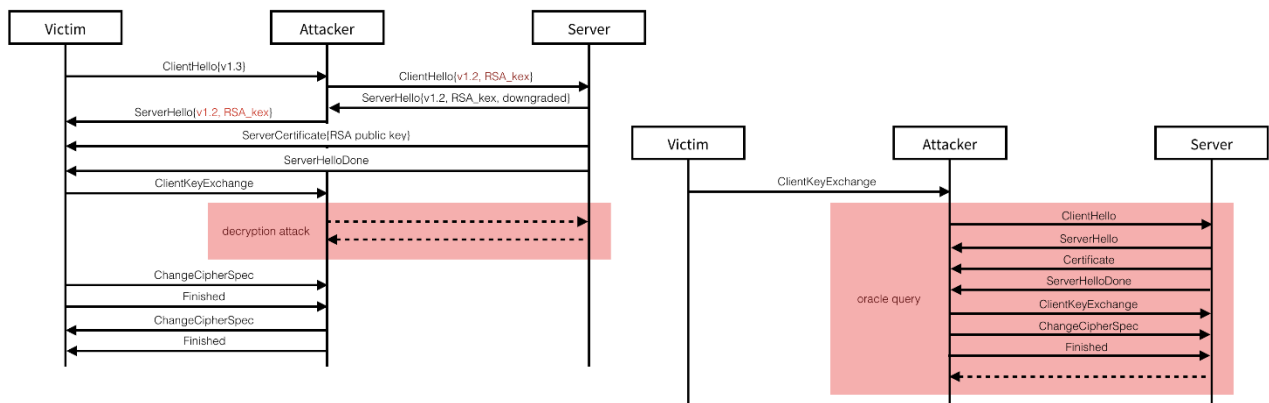 Victim
Attacker
Server
ClientHello{v1.3}
ClientHello{v1.2, RSA_kex}
ServerHello{v1.2, RSA_kex, downgraded}
ServerHello{v1.2, RSA_kex}
ServerCertificate{RSA public key}
ServerHelloDone
ClientKeyExchange
decryption attack
ChangeCipherSpec
Finished
ChangeCipherSpec
Finished
Victim
Attacker
Server
ClientKeyExchange
ClientHello
ServerHello
Certificate
ServerHelloDone
oracle query
ClientKeyExchange
ChangeCipherSpec
Finished